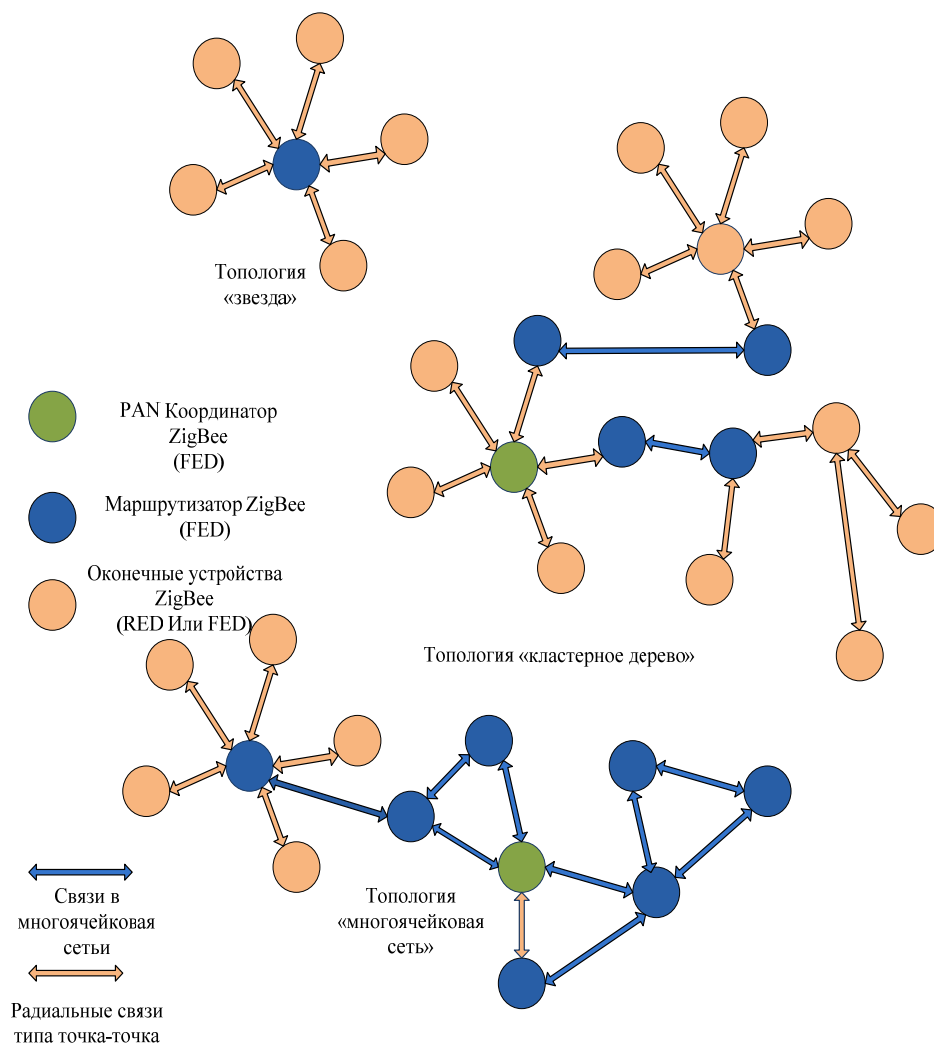 Топология
«звезда»
PAN Координатор
ZigBee
(FED)
Маршрутизатор ZigBee
(FED)
Оконечные устройства
ZigBee
(RED Или FED)
Топология «кластерное дерево»
Топология
«многоячейковая
сеть»
Связи в
многоячейковая
сетьи
Радиальные связи
типа точка-точка